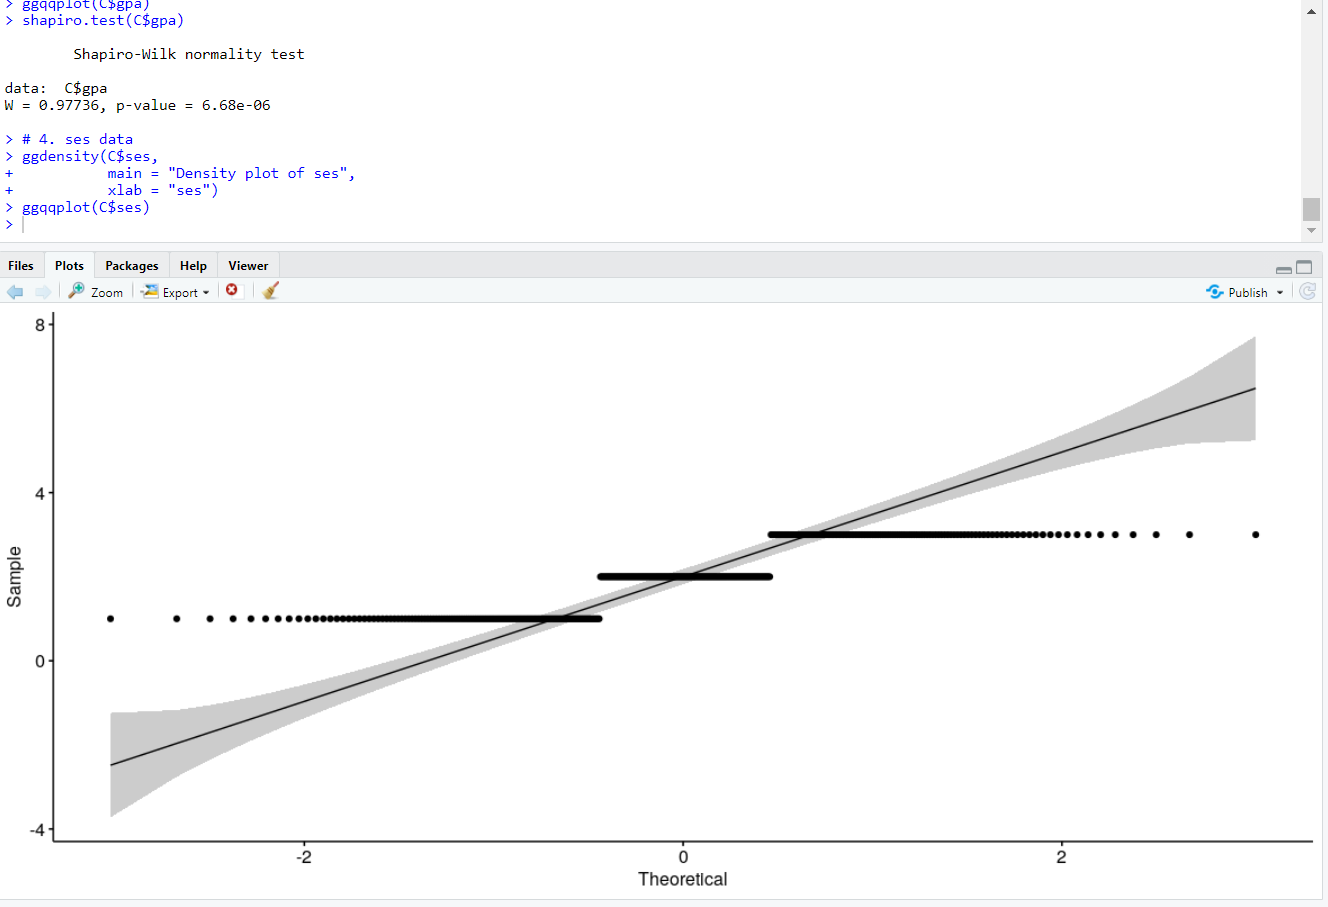 > ggqqplot(C$gpa)
> shapiro.test(C$gpa)
Shapiro-Wilk normality test
data:  C$gpa
W = 0.97736, p-value = 6.68e-06
> # 4. ses data
> ggdensity(C$ses,
+           main = "Density plot of ses",
+           xlab = "ses")
> ggqqplot(C$ses)
>
Files Plots Packages Help Viewer
Zoom Export Publish
8
4
0
-4
Sample
-2 0 2
Theoretical